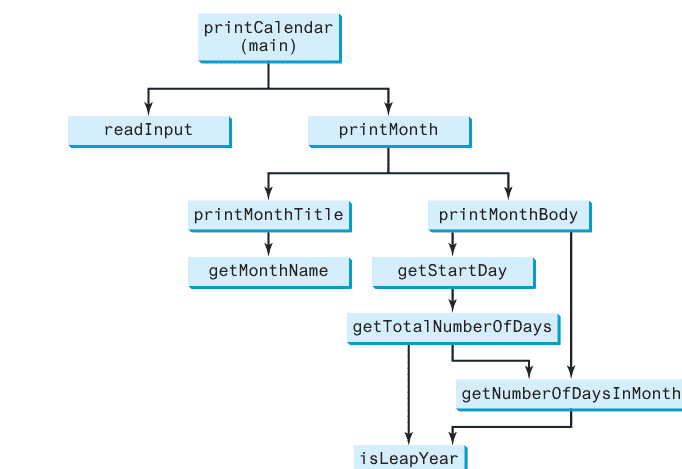 printCalendar
(main)
readInput
printMonth
printMonthTitle
printMonthBody
getMonthName
getStartDay
getTotalNumberOfDays
getNumberOfDaysInMonth
isLeapYear